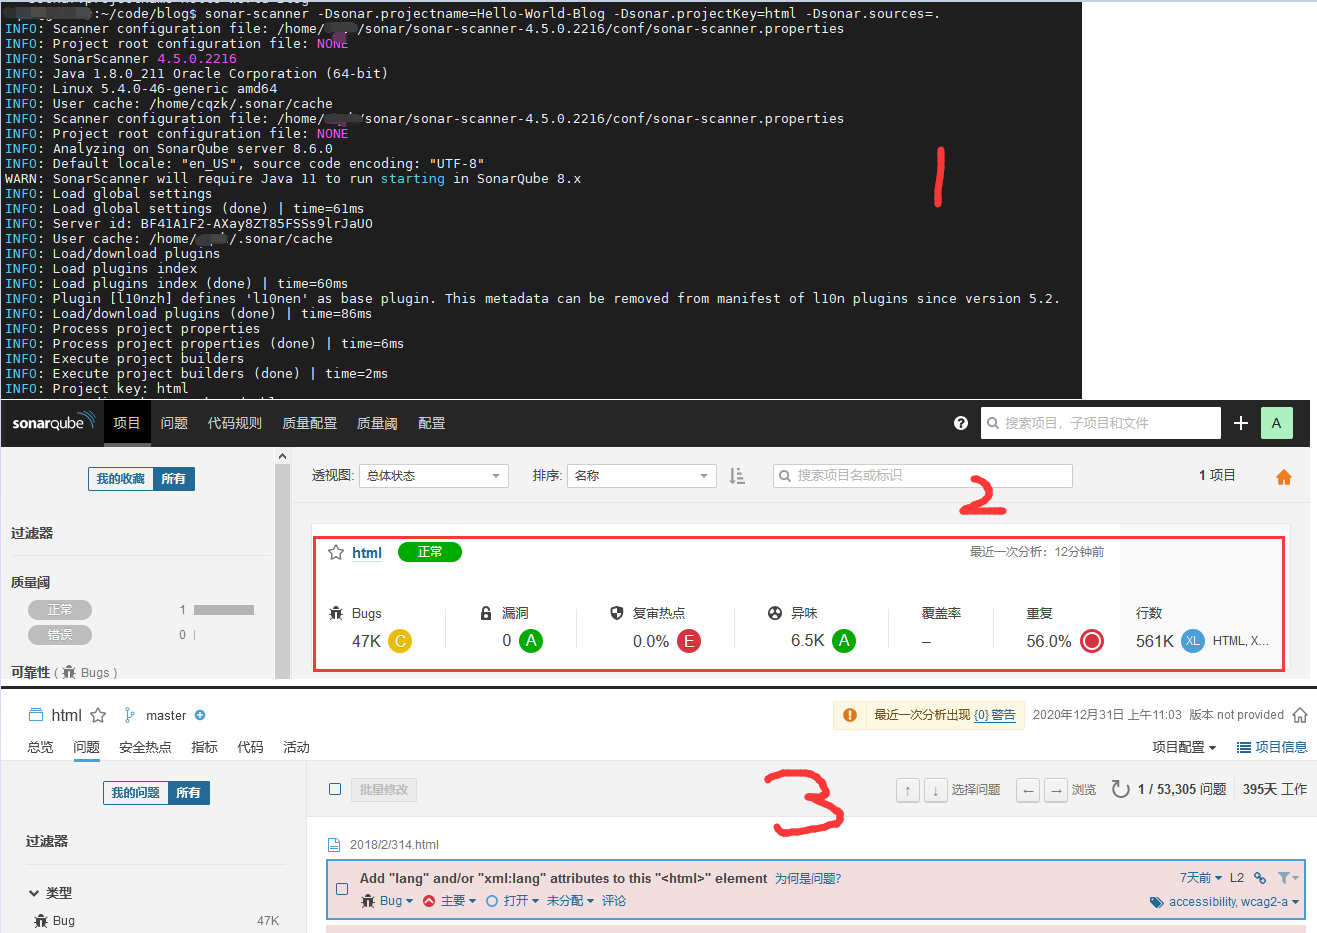 :~/code/blog$ sonar-scanner -Dsonar.projectname=Hello-World-Blog -Dsonar.projectKey=html -Dsonar.sources=.
INFO: Scanner configuration file: /home/ /sonar/sonar-scanner-4.5.0.2216/conf/sonar-scanner.properties
INFO: Project root configuration file: NONE
INFO: SonarScanner 4.5.0.2216
INFO: Java 1.8.0_211 Oracle Corporation (64-bit)
INFO: Linux 5.4.0-46-generic amd64
INFO: User cache: /home/cqzk/.sonar/cache
INFO: Scanner configuration file: /home/ /sonar/sonar-scanner-4.5.0.2216/conf/sonar-scanner.properties
INFO: Project root configuration file: NONE
INFO: Analyzing on SonarQube server 8.6.0
INFO: Default locale: "en_US", source code encoding: "UTF-8"
WARN: SonarScanner will require Java 11 to run starting in SonarQube 8.x
INFO: Load global settings
INFO: Load global settings (done) | time=61ms
INFO: Server id: BF41A1F2-AXay8ZT85FSSs9lrJaUO
INFO: User cache: /home/ /.sonar/cache
INFO: Load/download plugins
INFO: Load plugins index
INFO: Load plugins index (done) | time=60ms
INFO: Plugin [l10nzh] defines 'l10nen' as base plugin. This metadata can be removed from manifest of l10n plugins since version 5.2.
INFO: Load/download plugins (done) | time=86ms
INFO: Process project properties
INFO: Process project properties (done) | time=6ms
INFO: Execute project builders
INFO: Execute project builders (done) | time=2ms
INFO: Project key: html
1
sonarqube 项目 问题 代码规则 质量配置 质量阈 配置 ? 搜索项目，子项目和文件 + A
我的收藏 所有 透视图: 总体状态 排序: 名称 搜索项目名或标识 1 项目
2
过滤器
质量阈
正常 1
错误 0
可靠性 ( Bugs )
html 正常 最近一次分析：12分钟前
Bugs 漏洞 复审热点 异味 覆盖率 重复 行数
47K C 0 A 0.0% E 6.5K A – 56.0% 561K XL HTML, X...
html master 最近一次分析出现 {0} 警告 2020年12月31日 上午11:03 版本 not provided
总览 问题 安全热点 指标 代码 活动 项目配置 项目信息
我的问题 所有 批量修改 ↑ ↓ 选择问题 ← → 浏览 1 / 53,305 问题 395天 工作
3
过滤器
类型
Bug 47K
2018/2/314.html
Add "lang" and/or "xml:lang" attributes to this "<html>" element 为何是问题? 7天前 L2
Bug 主要 打开 未分配 评论 accessibility, wcag2-a